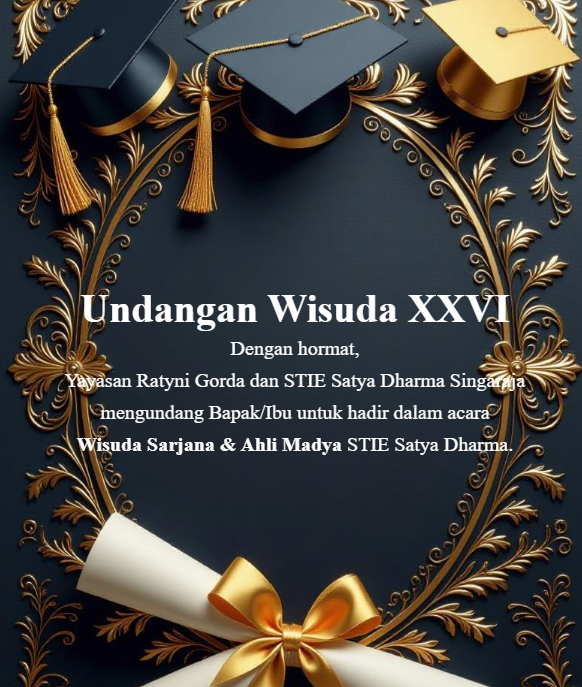 Undangan Wisuda XXVI
Dengan hormat,
Yayasan Ratyni Gorda dan STIE Satya Dharma Singaraja
mengundang Bapak/Ibu untuk hadir dalam acara
Wisuda Sarjana & Ahli Madya STIE Satya Dharma.